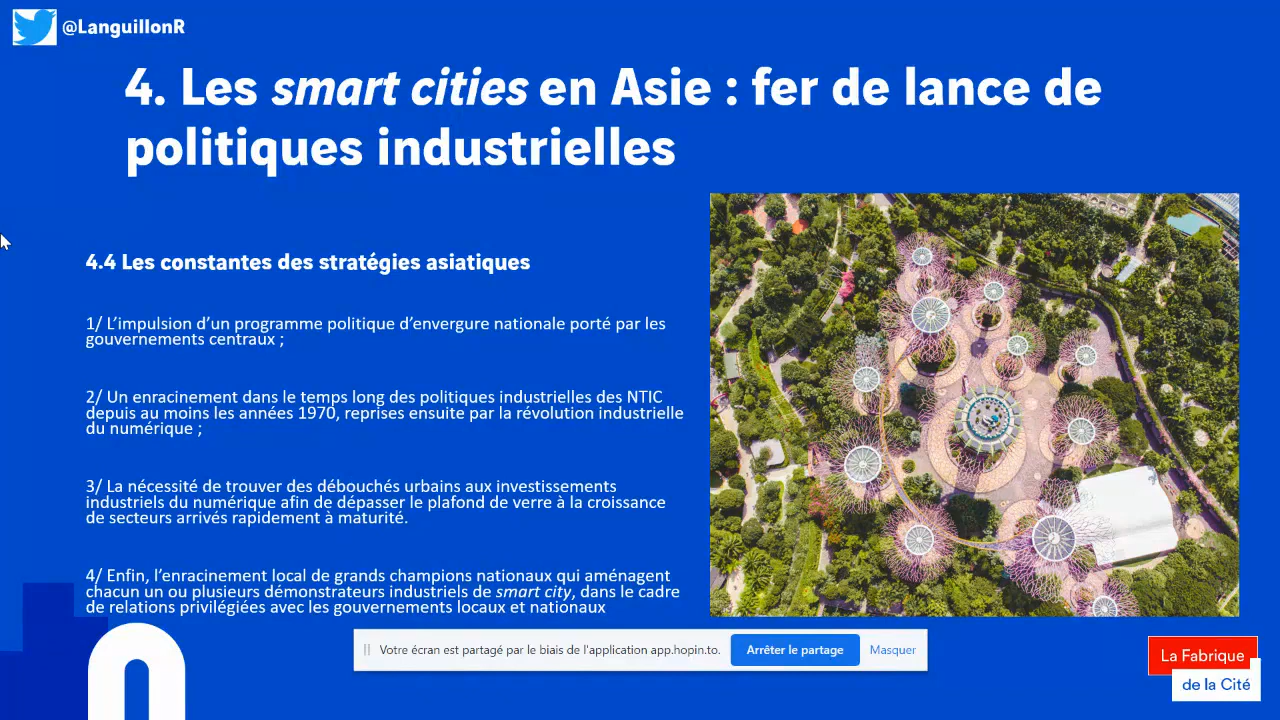 @LanguillonR
4. Les smart cities en Asie : fer de lance de
politiques industrielles
4.4 Les constantes des stratégies asiatiques
1/ L’impulsion d’un programme politique d’envergure nationale porté par les
gouvernements centraux ;
2/ Un enracinement dans le temps long des politiques industrielles des NTIC
depuis au moins les années 1970, reprises ensuite par la révolution industrielle
du numérique ;
3/ La nécessité de trouver des débouchés urbains aux investissements
industriels du numérique afin de dépasser le plafond de verre à la croissance
de secteurs arrivés rapidement à maturité.
4/ Enfin, l’enracinement local de grands champions nationaux qui aménagent
chacun un ou plusieurs démonstrateurs industriels de smart city, dans le cadre
de relations privilégiées avec les gouvernements locaux et nationaux
Votre écran est partagé par le biais de l'application app.hopin.to.
Arrêter le partage
Masquer
La Fabrique
de la Cité